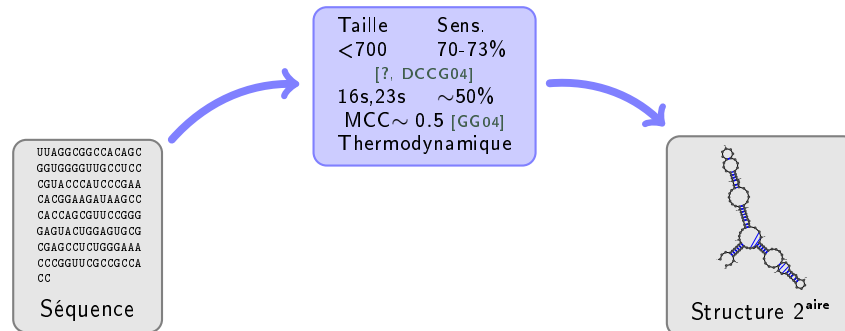 Taille Sens.
<700 70-73%
[?, DCCG04]
16s,23s ∼50%
MCC∼ 0.5 [GG04]
Thermodynamique
UUAGGCGGCCACAGC
GGUGGGGUUGCCUCC
CGUACCCAUCCCGAA
CACGGAAGAUAAGCC
CACCAGCGUUCCGGG
GAGUACUGGAGUGCG
CGAGCCUCUGGGAAA
CCCGGUUCGCCGCCA
CC
Séquence
Structure 2aire